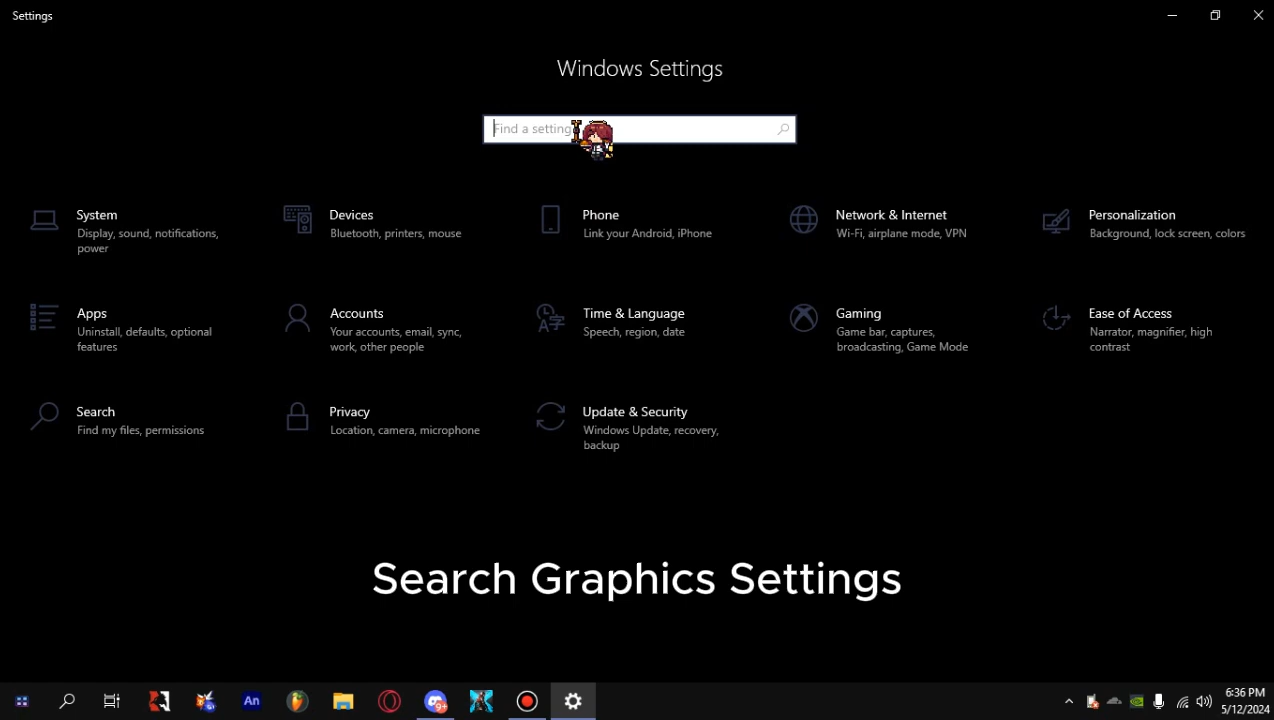 Settings
Windows Settings
Find a setting
System
Display, sound, notifications,
power
Devices
Bluetooth, printers, mouse
Phone
Link your Android, iPhone
Network & Internet
Wi-Fi, airplane mode, VPN
Personalization
Background, lock screen, colors
Apps
Uninstall, defaults, optional
features
Accounts
Your accounts, email, sync,
work, other people
Time & Language
Speech, region, date
Gaming
Game bar, captures,
broadcasting, Game Mode
Ease of Access
Narrator, magnifier, high
contrast
Search
Find my files, permissions
Privacy
Location, camera, microphone
Update & Security
Windows Update, recovery,
backup
Search Graphics Settings
An
9+
6:36 PM
5/12/2024